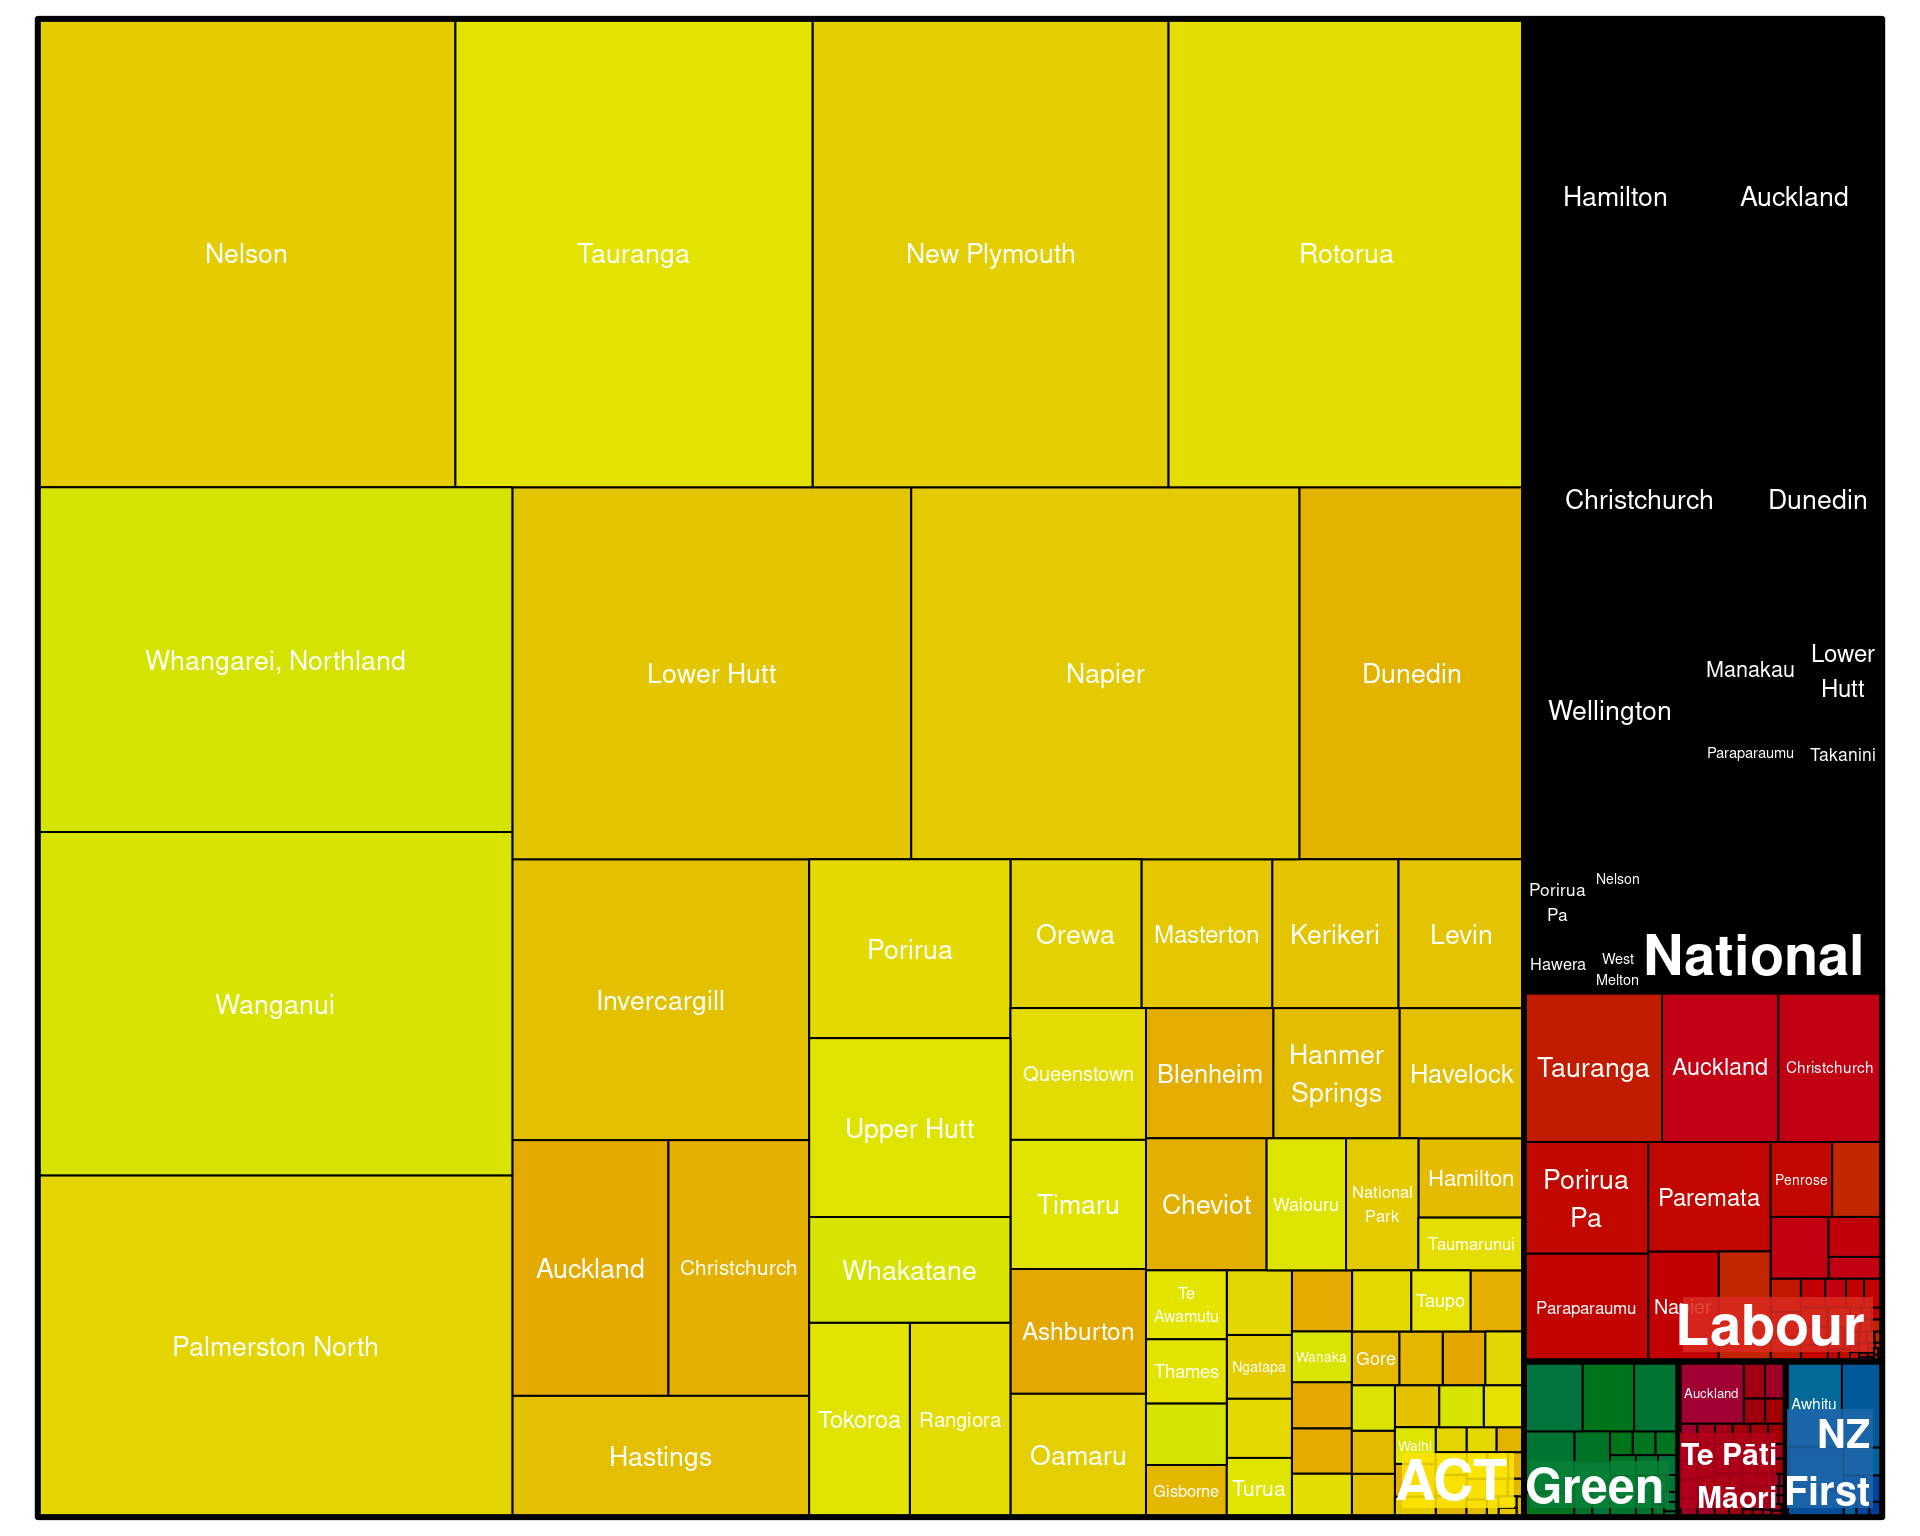 Nelson
Tauranga
New Plymouth
Rotorua
Whangarei, Northland
Lower Hutt
Napier
Dunedin
Wanganui
Palmerston North
Invercargill
Auckland
Christchurch
Hastings
Porirua
Upper Hutt
Whakatane
Tokoroa
Rangiora
Orewa
Masterton
Kerikeri
Levin
Queenstown
Blenheim
Hanmer
Springs
Havelock
Timaru
Cheviot
Waiouru
National
Park
Hamilton
Taumarunui
Ashburton
Oamaru
Te
Awamutu
Thames
Gisborne
Ngatapa
Turua
Wanaka
Taupo
Gore
Waihi
ACT
Hamilton
Auckland
Christchurch
Dunedin
Wellington
Manakau
Lower
Hutt
Paraparaumu
Takanini
Porirua
Pa
Nelson
Hawera
West
Melton
National
Tauranga
Auckland
Christchurch
Porirua
Pa
Paremata
Penrose
Paraparaumu
Napier
Labour
Green
Auckland
Te Pāti
Māori
Awhitu
NZ
First